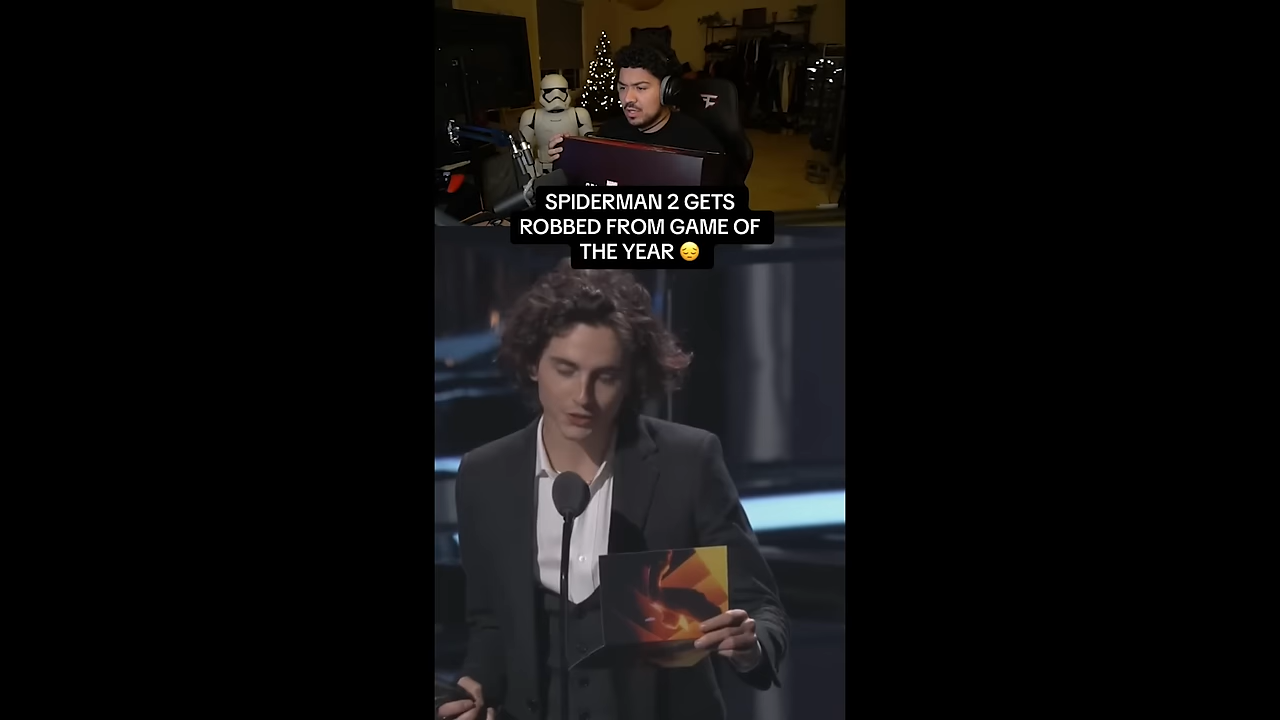 SPIDERMAN 2 GETS
ROBBED FROM GAME OF
THE YEAR 😔